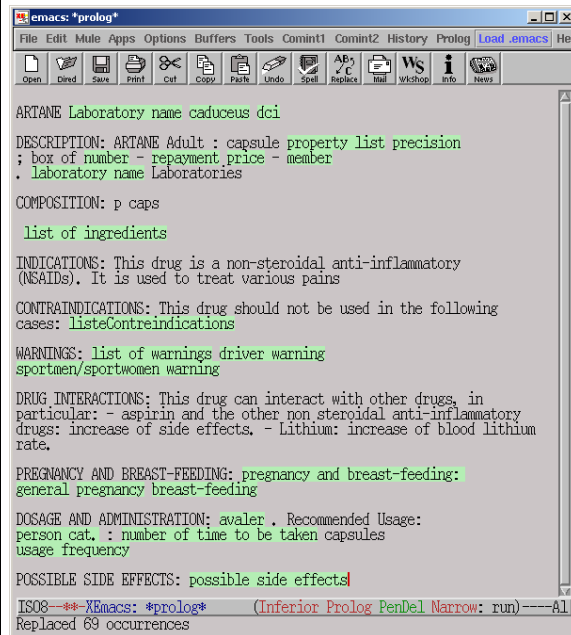 emacs: *prolog*
File Edit Mule Apps Options Buffers Tools Comint1 Comint2 History Prolog Load .emacs He
Open Dired Save Print Cut Copy Paste Undo Spell Replace Mail WkShop Info News
ARTANE Laboratory name caduceus dci
DESCRIPTION: ARTANE Adult : capsule property list precision
; box of number - repayment price - member
. laboratory name Laboratories
COMPOSITION: p caps
list of ingredients
INDICATIONS: This drug is a non-steroidal anti-inflammatory
(NSAIDs). It is used to treat various pains
CONTRAINDICATIONS: This drug should not be used in the following
cases: listeContreindications
WARNINGS: list of warnings driver warning
sportmen/sportwomen warning
DRUG INTERACTIONS: This drug can interact with other drugs, in
particular: - aspirin and the other non steroidal anti-inflammatory
drugs: increase of side effects. - Lithium: increase of blood lithium
rate.
PREGNANCY AND BREAST-FEEDING: pregnancy and breast-feeding:
general pregnancy breast-feeding
DOSAGE AND ADMINISTRATION: avaler . Recommended Usage:
person cat. : number of time to be taken capsules
usage frequency
POSSIBLE SIDE EFFECTS: possible side effects
ISO8--**-XEmacs: *prolog* (Inferior Prolog PenDel Narrow: run)----Al
Replaced 69 occurrences